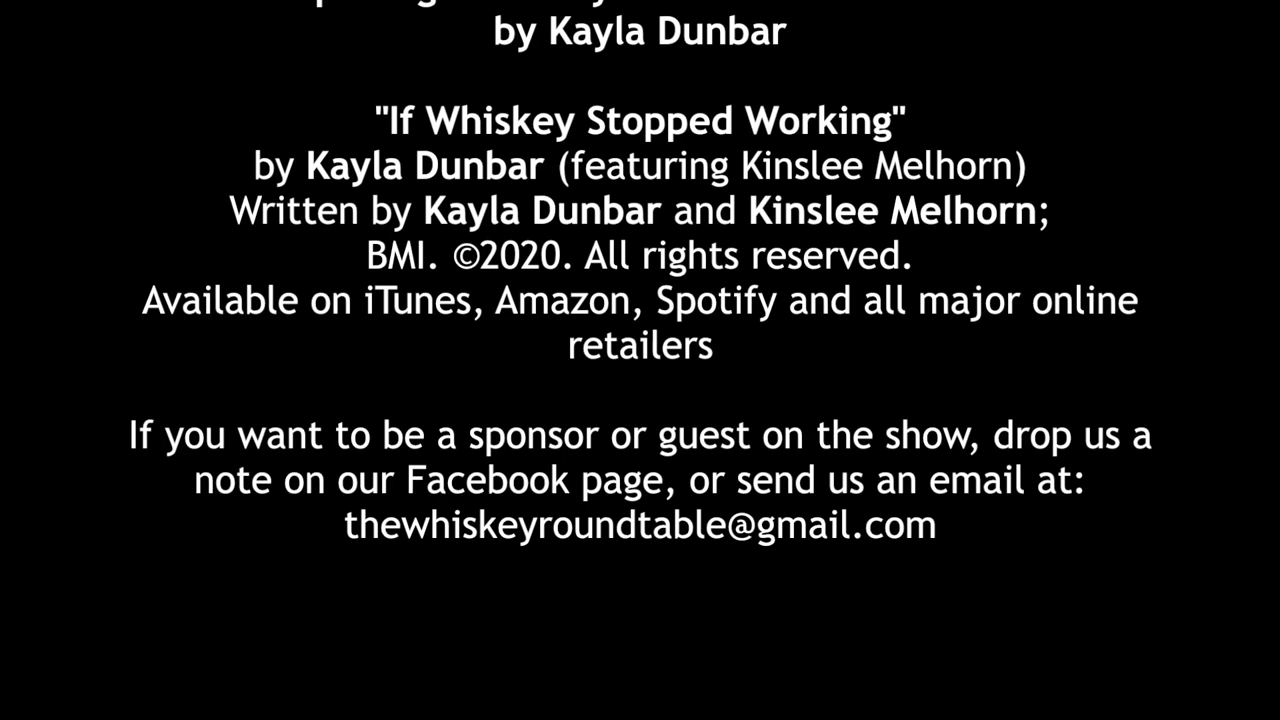 by Kayla Dunbar
"If Whiskey Stopped Working"
by Kayla Dunbar (featuring Kinslee Melhorn)
Written by Kayla Dunbar and Kinslee Melhorn;
BMI. ©2020. All rights reserved.
Available on iTunes, Amazon, Spotify and all major online
retailers
If you want to be a sponsor or guest on the show, drop us a
note on our Facebook page, or send us an email at:
thewhiskeyroundtable@gmail.com